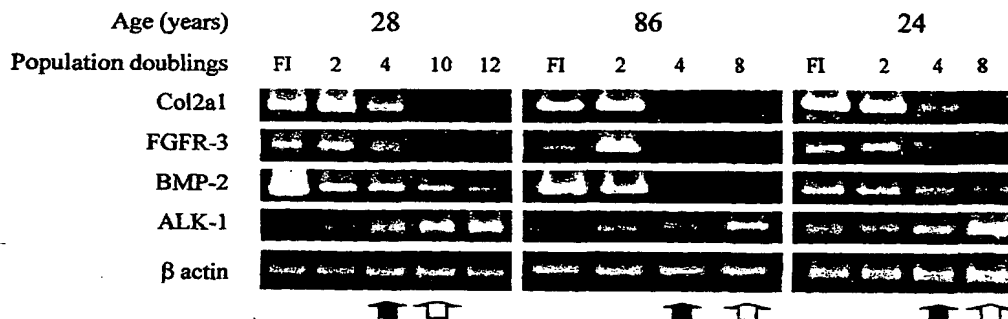 Age (years) 28 86 24
Population doublings FI 2 4 10 12 FI 2 4 8 FI 2 4 8
Col2a1
FGFR-3
BMP-2
ALK-1
β actin